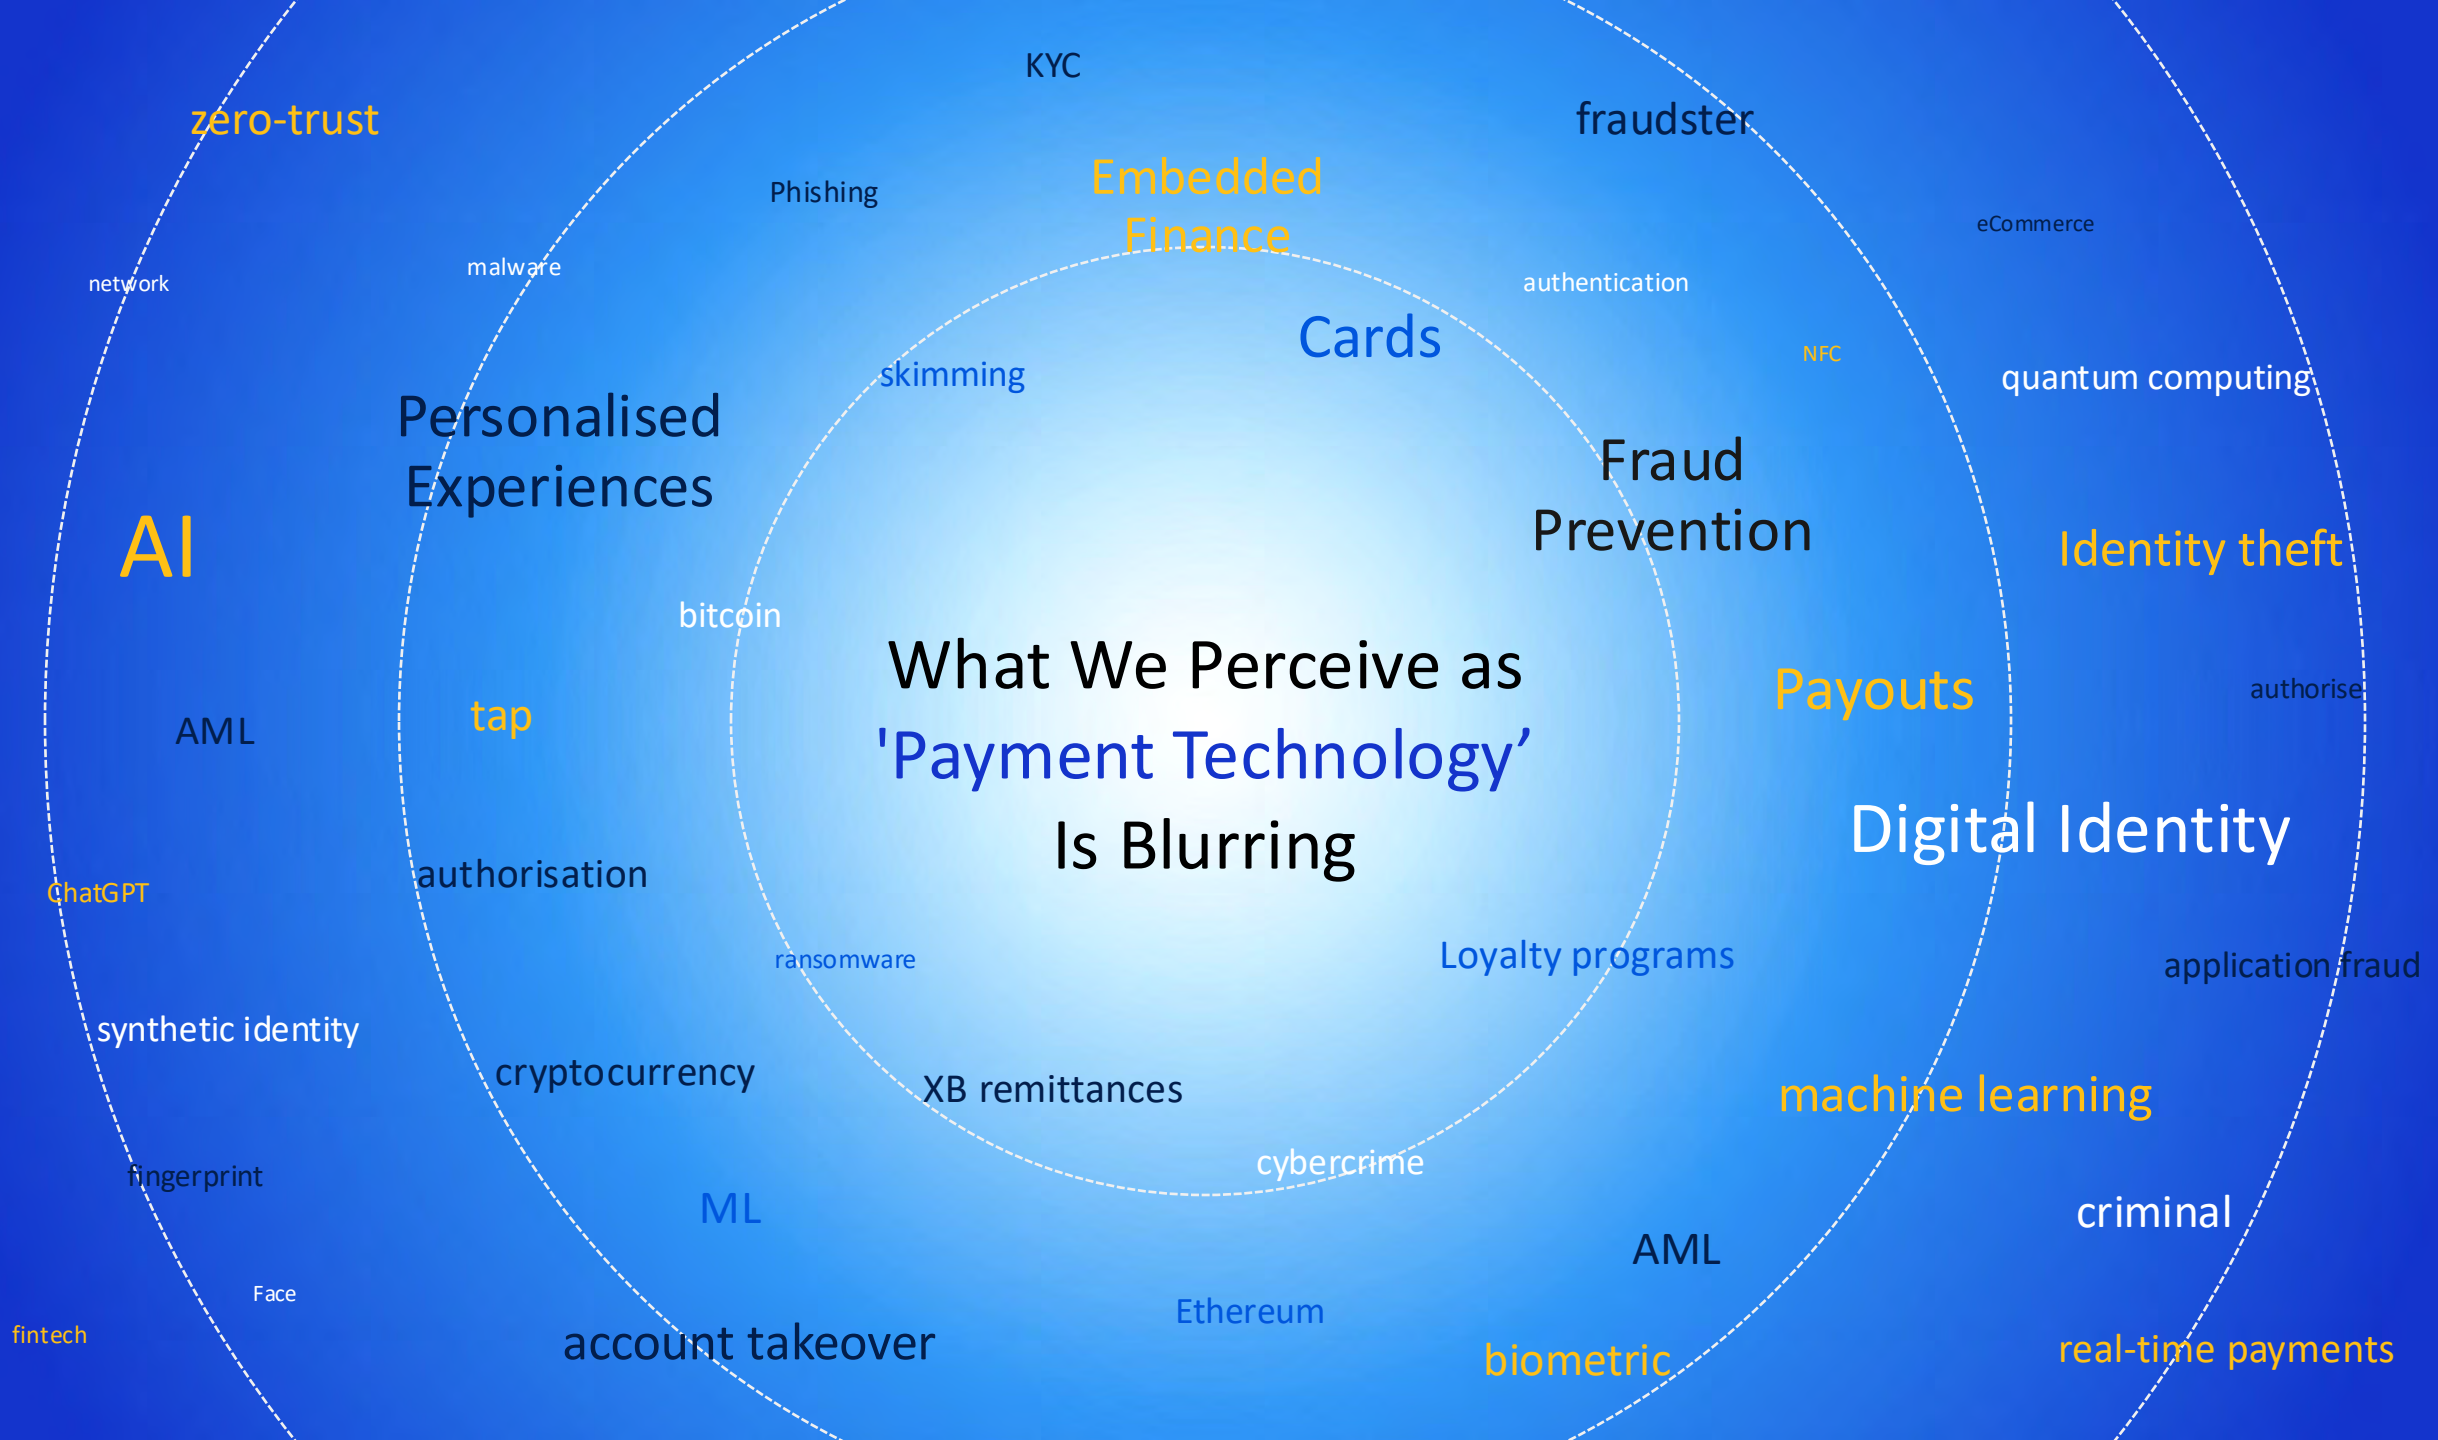 KYC
zero-trust
fraudster
Embedded
Finance
Phishing
eCommerce
malware
network
authentication
Cards
NFC
skimming
quantum computing
Personalised
Experiences
Fraud
Prevention
AI
Identity theft
bitcoin
What We Perceive as
'Payment Technology’
Is Blurring
Payouts
authorise
AML
tap
Digital Identity
authorisation
ChatGPT
ransomware
Loyalty programs
application fraud
synthetic identity
cryptocurrency
XB remittances
machine learning
cybercrime
fingerprint
ML
criminal
AML
Face
Ethereum
fintech
account takeover
biometric
real-time payments